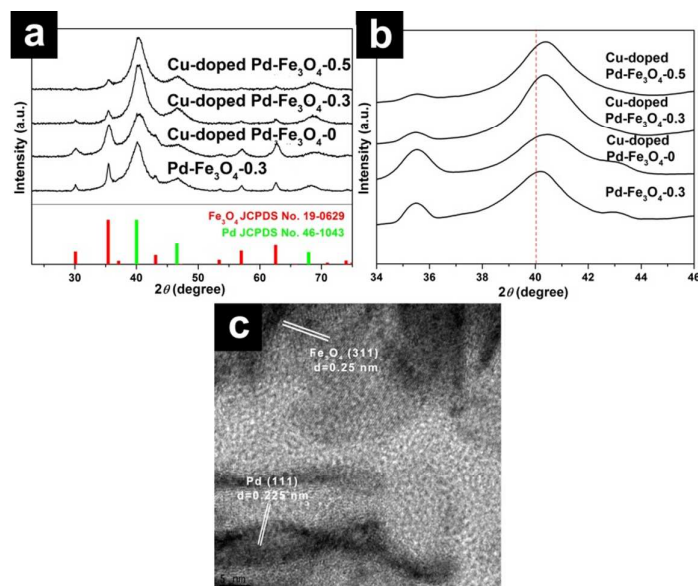 a
Cu-doped Pd-Fe₃O₄-0.5
Cu-doped Pd-Fe₃O₄-0.3
Cu-doped Pd-Fe₃O₄-0
Pd-Fe₃O₄-0.3
Fe₃O₄ JCPDS No. 19-0629
Pd JCPDS No. 46-1043
Intensity (a.u.)
30 40 50 60 70
2θ (degree)
b
Cu-doped
Pd-Fe₃O₄-0.5
Cu-doped
Pd-Fe₃O₄-0.3
Cu-doped
Pd-Fe₃O₄-0
Pd-Fe₃O₄-0.3
Intensity (a.u.)
34 36 38 40 42 44 46
2θ (degree)
c
Fe₃O₄ (311)
d=0.25 nm
Pd (111)
d=0.225 nm
5 nm